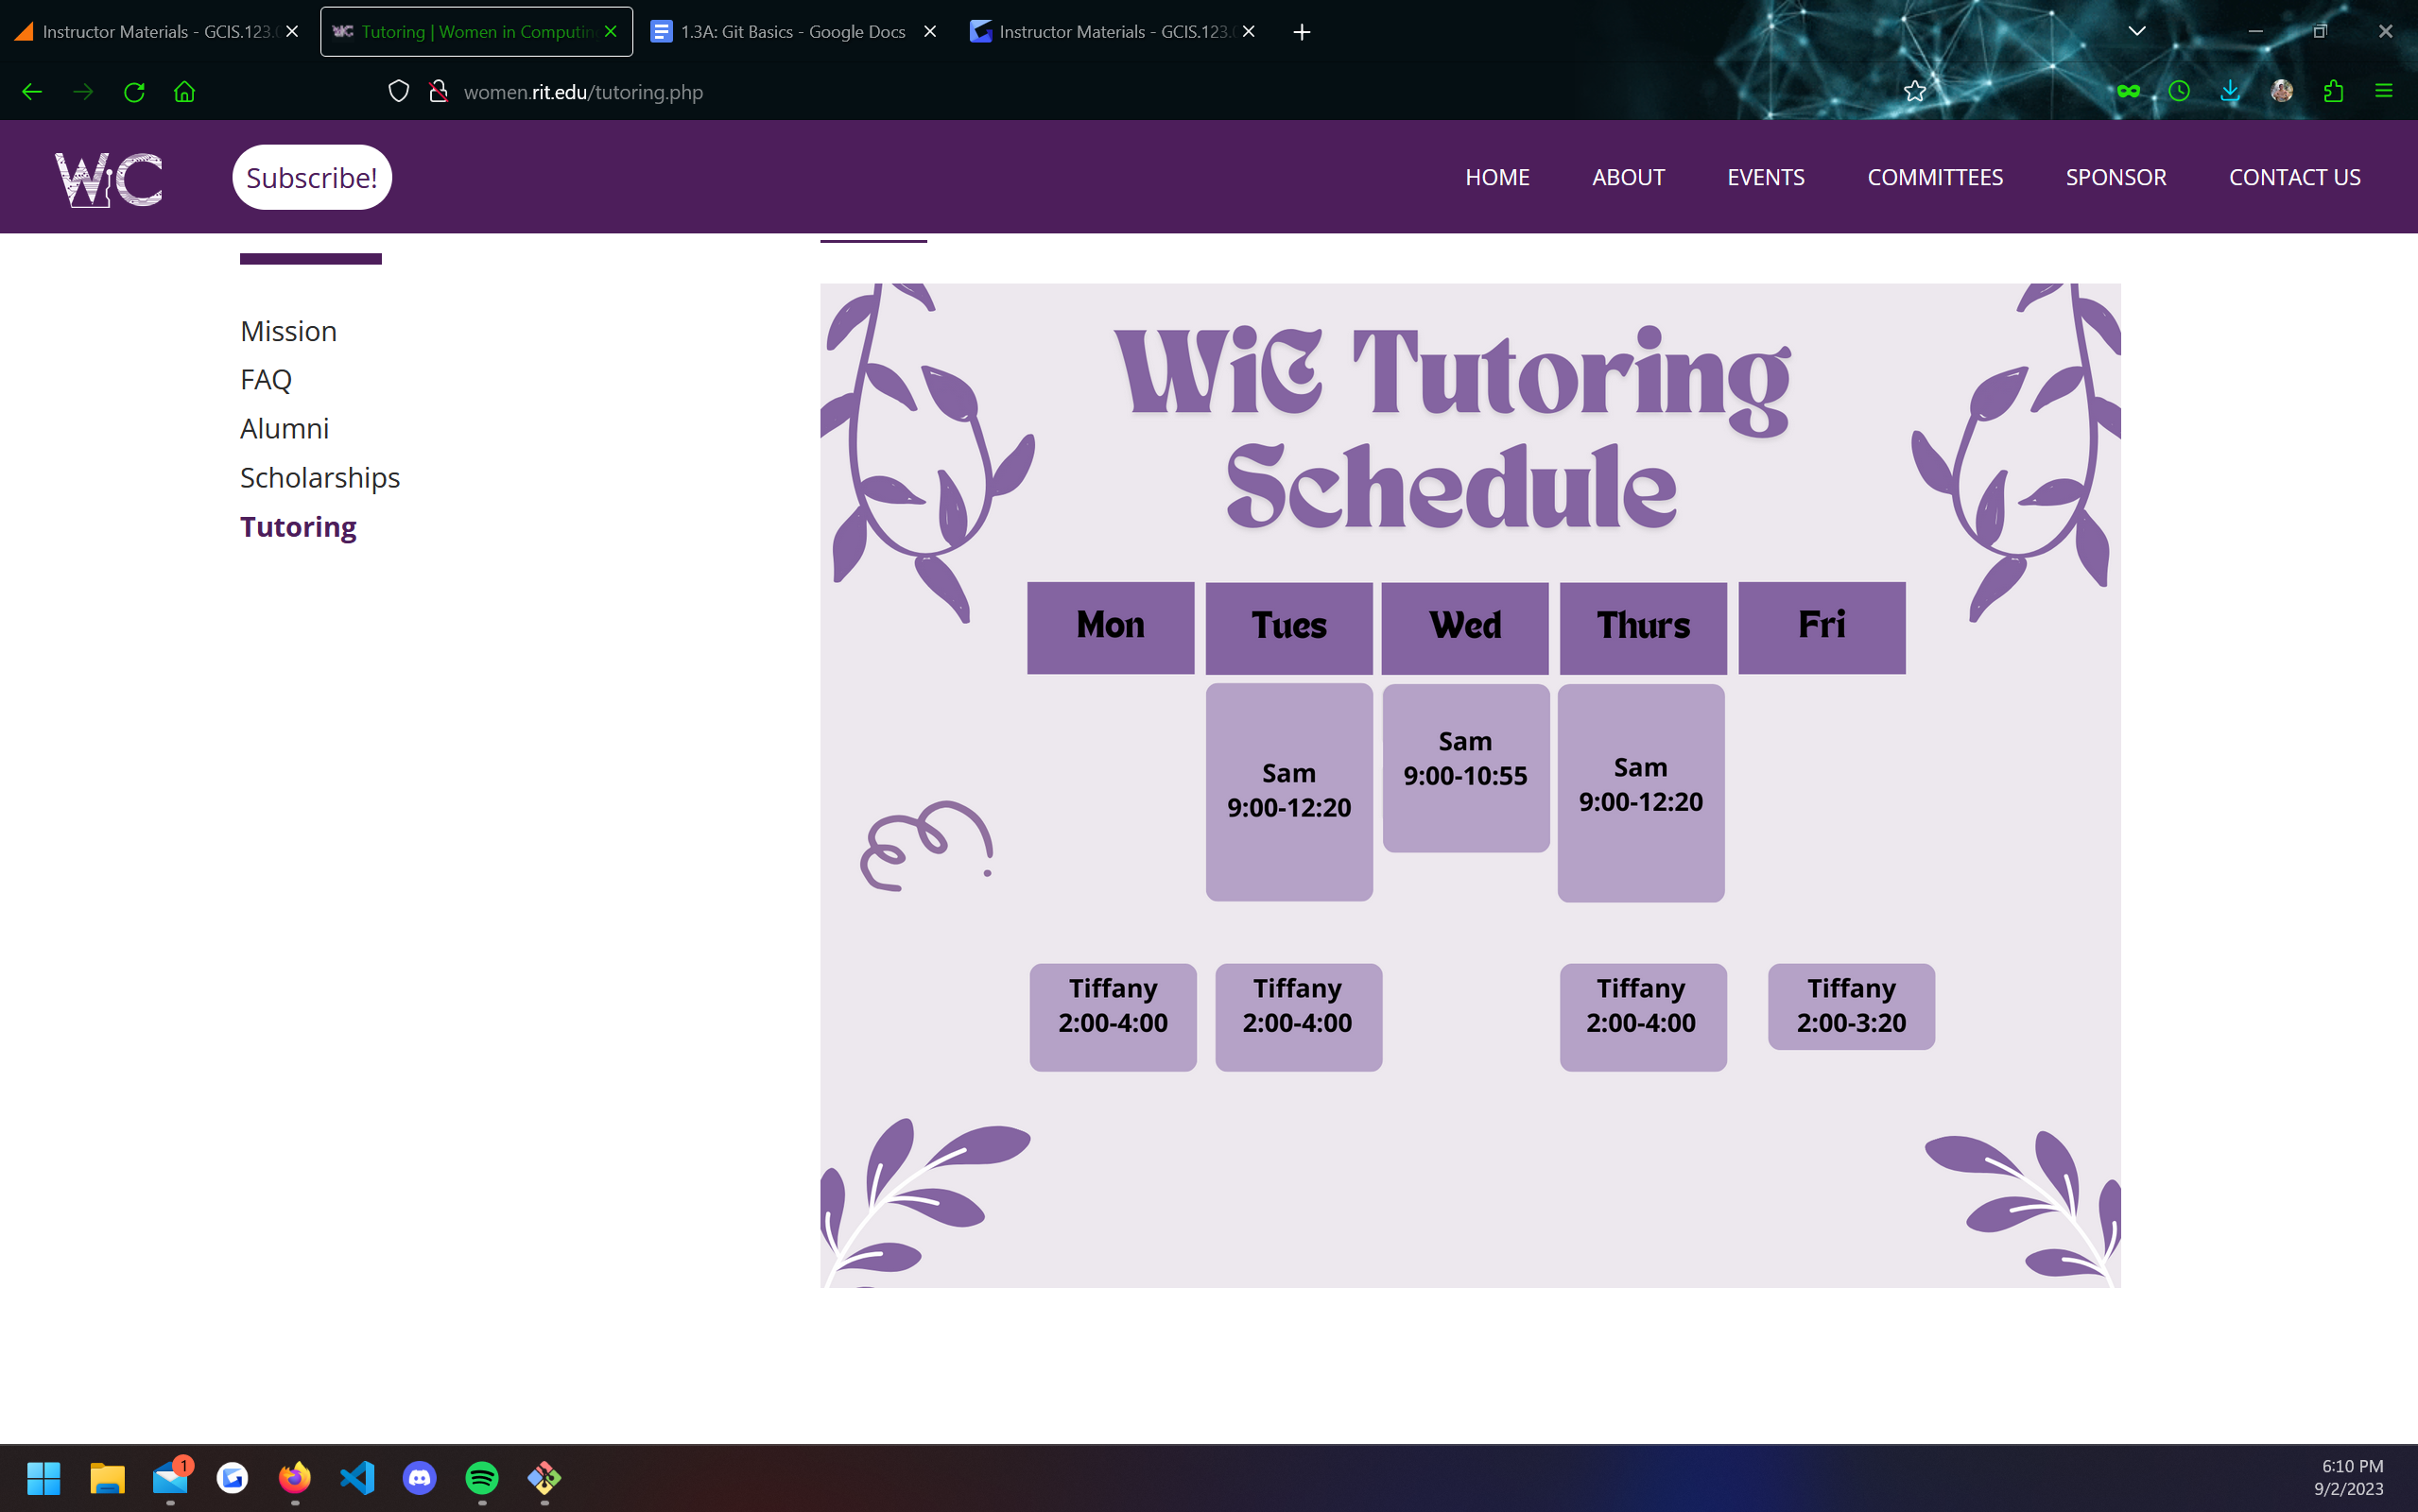 Instructor Materials - GCIS.123.
Tutoring | Women in Computin
1.3A: Git Basics - Google Docs
Instructor Materials - GCIS.123.
women.rit.edu/tutoring.php
WiC
Subscribe!
HOME
ABOUT
EVENTS
COMMITTEES
SPONSOR
CONTACT US
Mission
FAQ
Alumni
Scholarships
Tutoring
WiC Tutoring
Schedule
Mon
Tues
Wed
Thurs
Fri
Sam
9:00-12:20
Sam
9:00-10:55
Sam
9:00-12:20
Tiffany
2:00-4:00
Tiffany
2:00-4:00
Tiffany
2:00-4:00
Tiffany
2:00-3:20
1
6:10 PM
9/2/2023